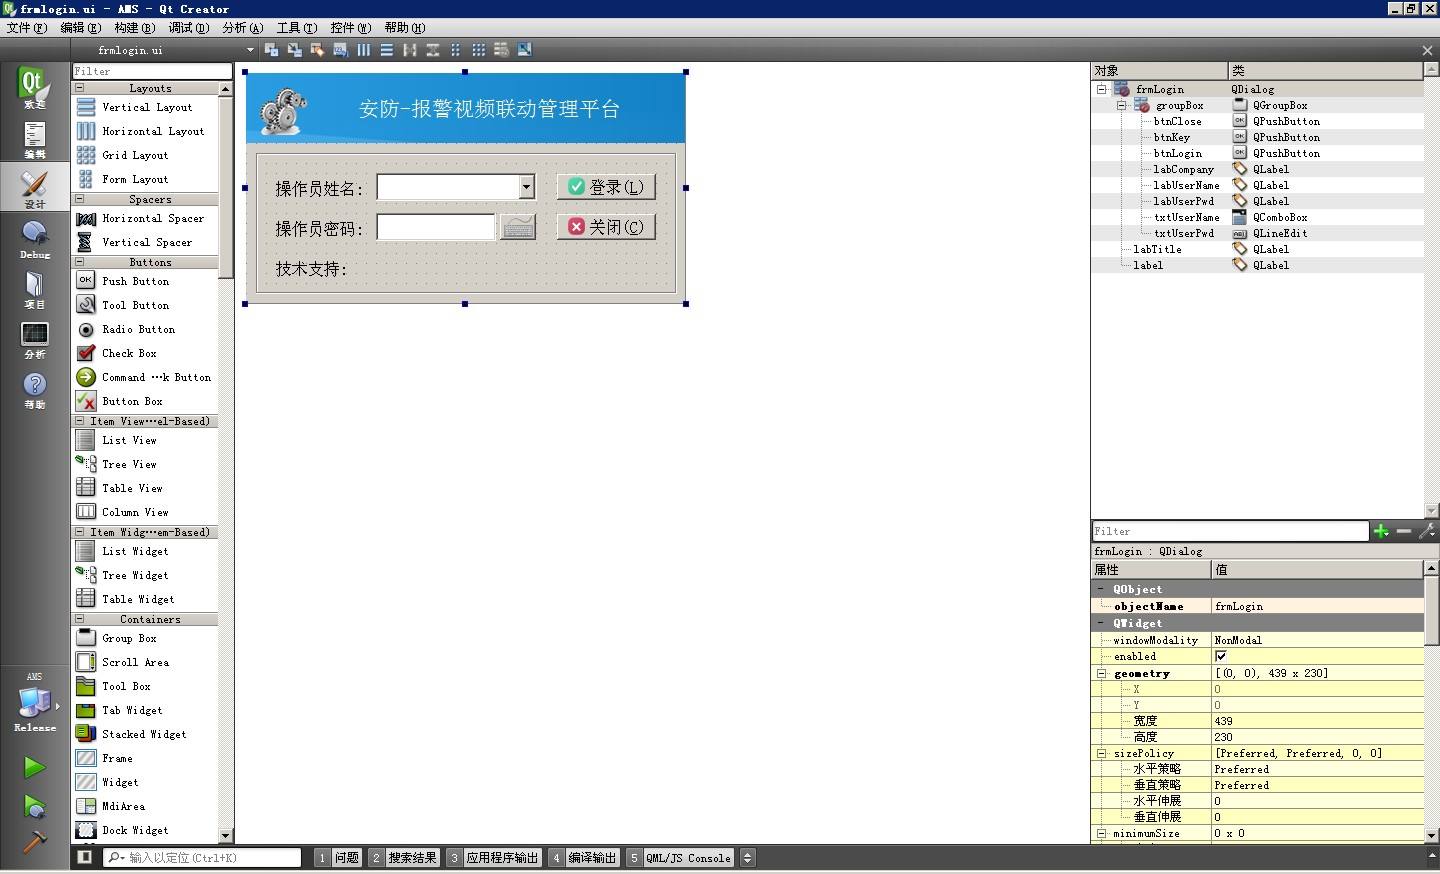 frmlogin.ui - AMS - Qt Creator
文件(F) 编辑(E) 构建(B) 调试(D) 分析(A) 工具(T) 控件(W) 帮助(H)
frmlogin.ui
Qt
欢迎
编辑
设计
Debug
项目
分析
帮助
AMS
Release
Filter
Layouts
Vertical Layout
Horizontal Layout
Grid Layout
Form Layout
Spacers
Horizontal Spacer
Vertical Spacer
Buttons
OK Push Button
Tool Button
Radio Button
Check Box
Command …k Button
Button Box
Item View…el-Based)
List View
Tree View
Table View
Column View
Item Widg…em-Based)
List Widget
Tree Widget
Table Widget
Containers
Group Box
Scroll Area
Tool Box
Tab Widget
Stacked Widget
Frame
Widget
MdiArea
Dock Widget
安防-报警视频联动管理平台
操作员姓名: 登录(L)
操作员密码: 关闭(C)
技术支持:
对象 类
frmLogin QDialog
groupBox QGroupBox
btnClose OK QPushButton
btnKey OK QPushButton
btnLogin OK QPushButton
labCompany QLabel
labUserName QLabel
labUserPwd QLabel
txtUserName QComboBox
txtUserPwd QLineEdit
labTitle QLabel
label QLabel
Filter
frmLogin : QDialog
属性 值
QObject
objectName frmLogin
QWidget
windowModality NonModal
enabled
geometry [(0, 0), 439 x 230]
X 0
Y 0
宽度 439
高度 230
sizePolicy [Preferred, Preferred, 0, 0]
水平策略 Preferred
垂直策略 Preferred
水平伸展 0
垂直伸展 0
minimumSize 0 x 0
输入以定位(Ctrl+K) 1 问题 2 搜索结果 3 应用程序输出 4 编译输出 5 QML/JS Console